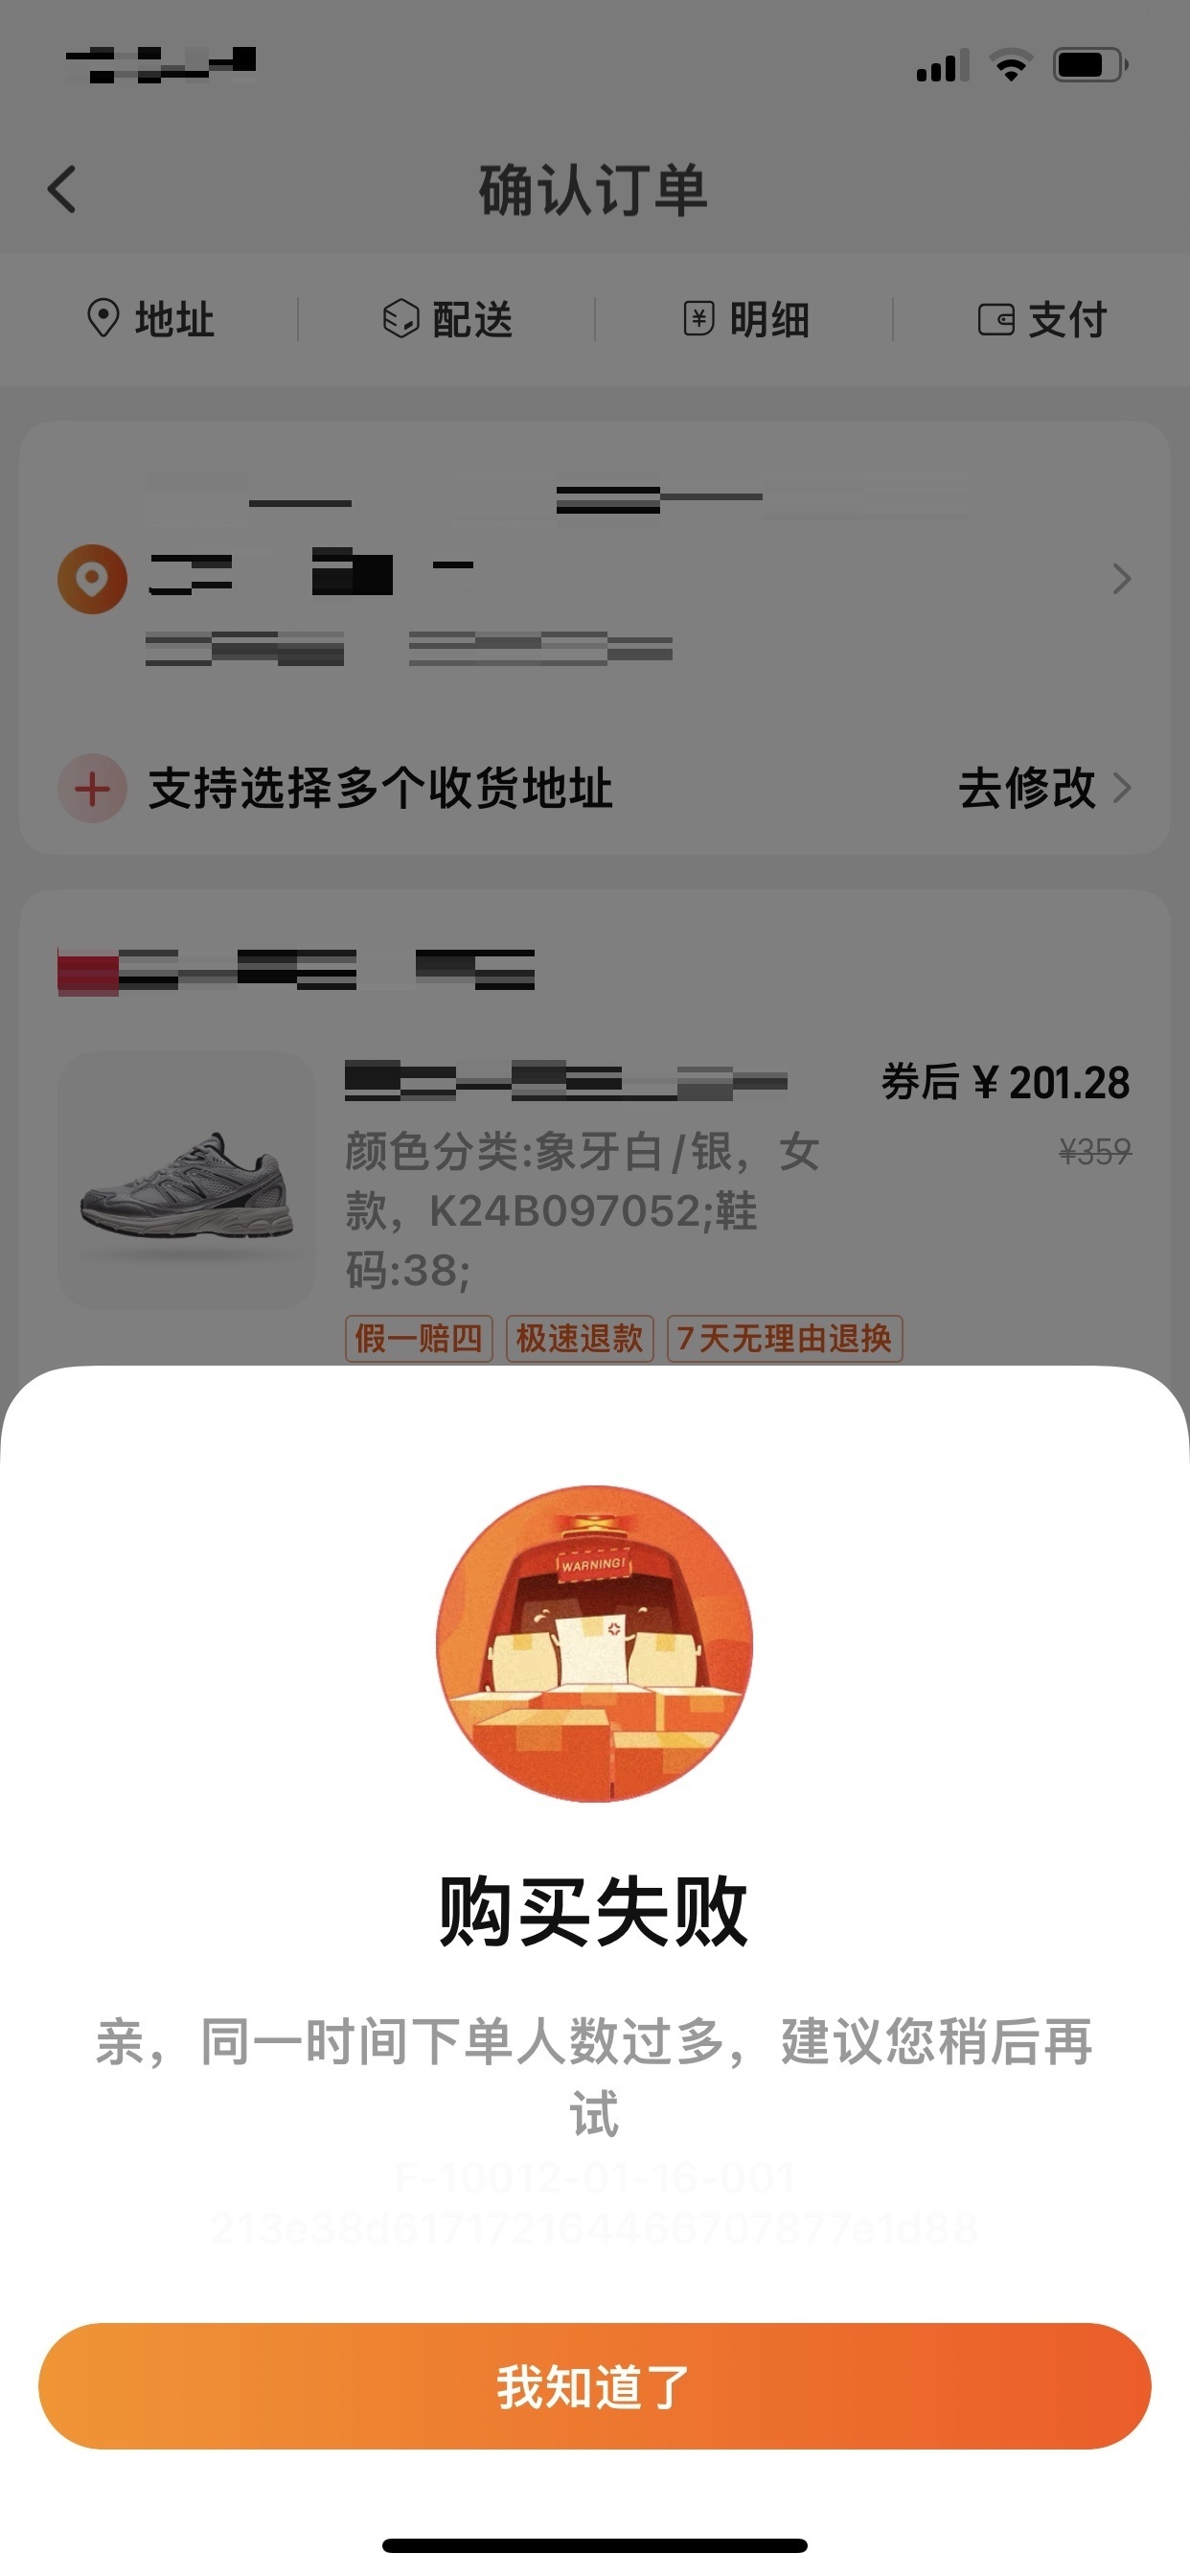 确认订单
地址
配送
明细
支付
支持选择多个收货地址
去修改
券后 ¥ 201.28
¥359
颜色分类:象牙白/银，女
款，K24B097052;鞋
码:38;
假一赔四
极速退款
7天无理由退换
WARNING!
购买失败
亲，同一时间下单人数过多，建议您稍后再
试
F-10012-01-16-001
213e38d6171721644667078​77e1d88
我知道了